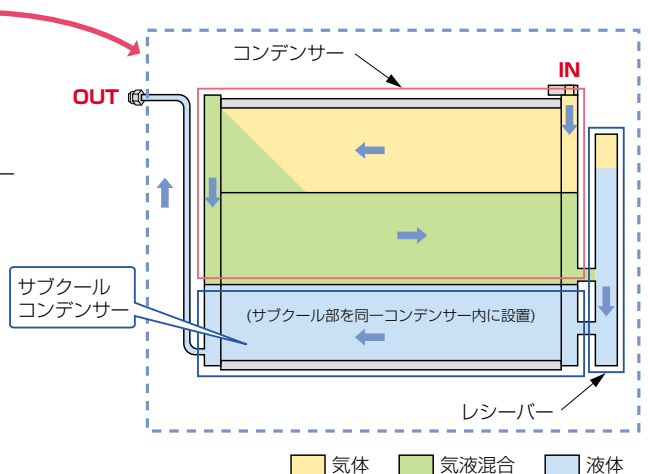 コンデンサー
IN
OUT
サブクール
コンデンサー
(サブクール部を同一コンデンサー内に設置)
レシーバー
気体
気液混合
液体